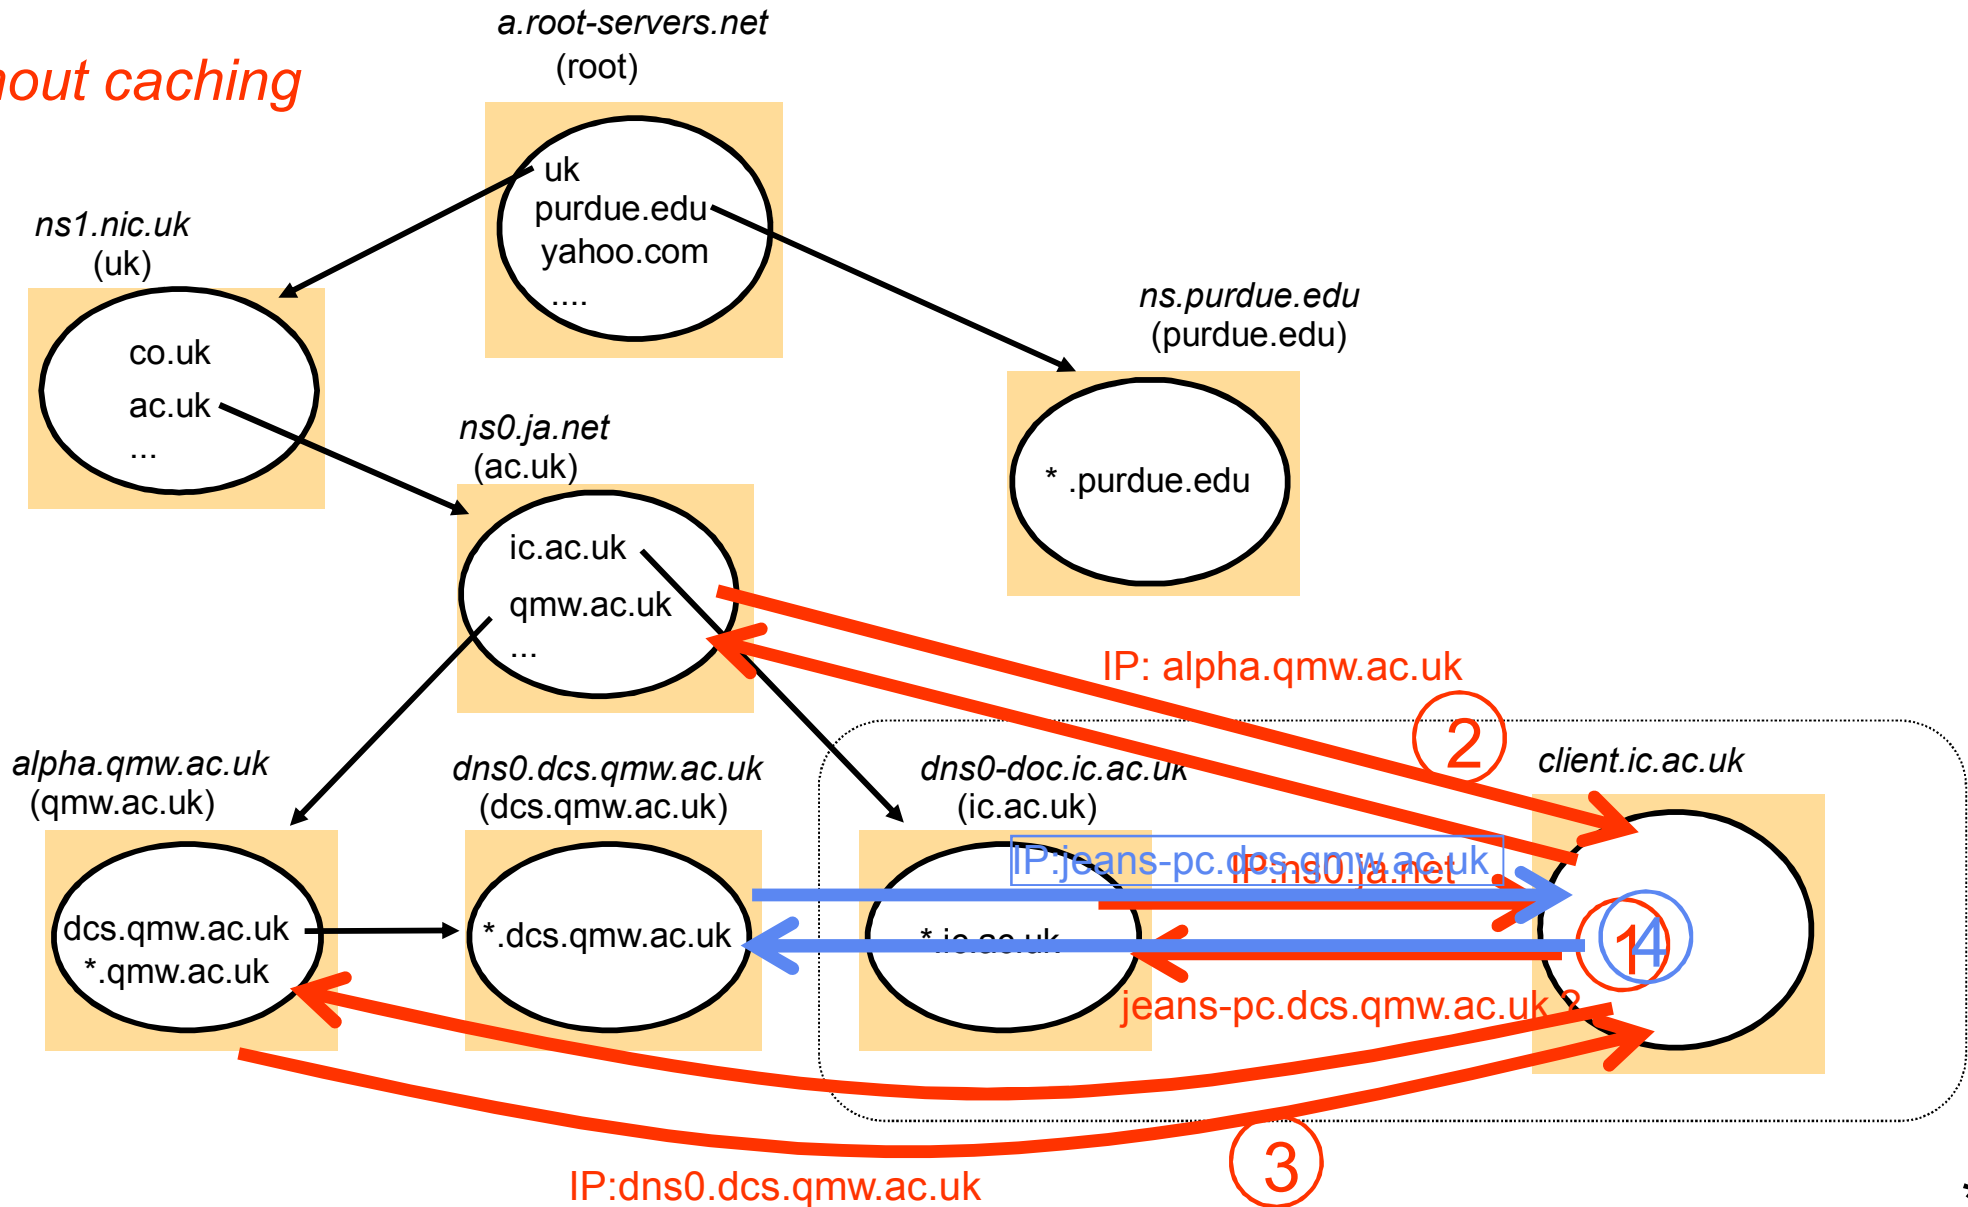 a.root-servers.net
(root)
caching
uk
purdue.edu
yahoo.com
....
ns1.nic.uk
(uk)
co.uk
ac.uk
...
ns.purdue.edu
(purdue.edu)
* .purdue.edu
ns0.ja.net
(ac.uk)
ic.ac.uk
qmw.ac.uk
...
IP: alpha.qmw.ac.uk
2
alpha.qmw.ac.uk
(qmw.ac.uk)
dcs.qmw.ac.uk
*.qmw.ac.uk
dns0.dcs.qmw.ac.uk
(dcs.qmw.ac.uk)
*.dcs.qmw.ac.uk
dns0-doc.ic.ac.uk
(ic.ac.uk)
*.ic.ac.uk
client.ic.ac.uk
IP:jeans-pc.dcs.qmw.ac.uk
IP:ns0.ja.net
1
4
jeans-pc.dcs.qmw.ac.uk ?
3
IP:dns0.dcs.qmw.ac.uk
*